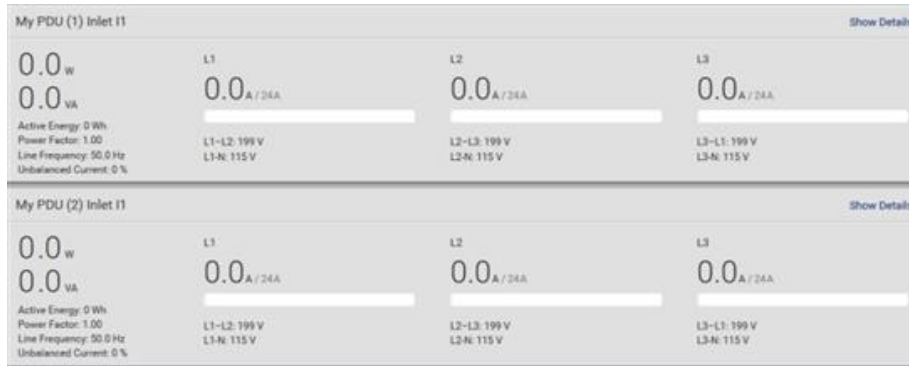 My PDU (1) Inlet I1 Show Details
0.0 W
0.0 VA
Active Energy: 0 Wh
Power Factor: 1.00
Line Frequency: 50.0 Hz
Unbalanced Current: 0 %
L1
0.0 A / 24A
L1-L2: 199 V
L1-N: 115 V
L2
0.0 A / 24A
L2-L3: 199 V
L2-N: 115 V
L3
0.0 A / 24A
L3-L1: 199 V
L3-N: 115 V
My PDU (2) Inlet I1 Show Details
0.0 W
0.0 VA
Active Energy: 0 Wh
Power Factor: 1.00
Line Frequency: 50.0 Hz
Unbalanced Current: 0 %
L1
0.0 A / 24A
L1-L2: 199 V
L1-N: 115 V
L2
0.0 A / 24A
L2-L3: 199 V
L2-N: 115 V
L3
0.0 A / 24A
L3-L1: 199 V
L3-N: 115 V